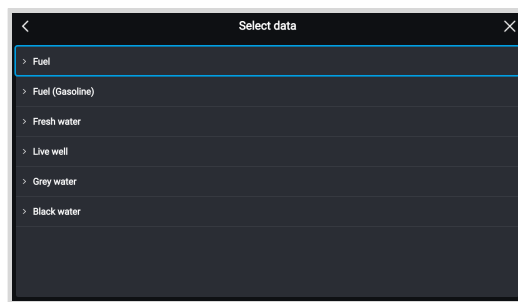 Select data
Fuel
Fuel (Gasoline)
Fresh water
Live well
Grey water
Black water